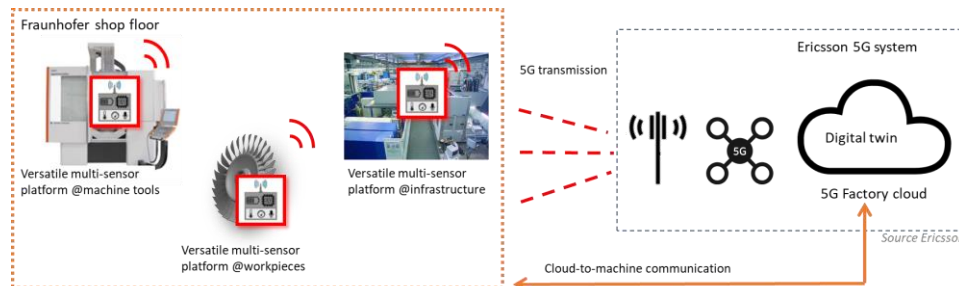 Fraunhofer shop floor
Versatile multi-sensor
platform @machine tools
Versatile multi-sensor
platform @workpieces
Versatile multi-sensor
platform @infrastructure
5G transmission
Ericsson 5G system
5G
Digital twin
5G Factory cloud
Source Ericsson
Cloud-to-machine communication